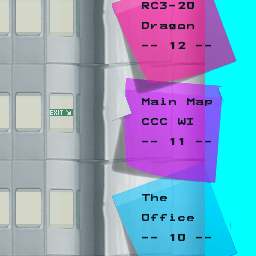 RC3-20
Dragon
-- 12 --
EXIT
Main Map
CCC WI
-- 11 --
The
Office
-- 10 --